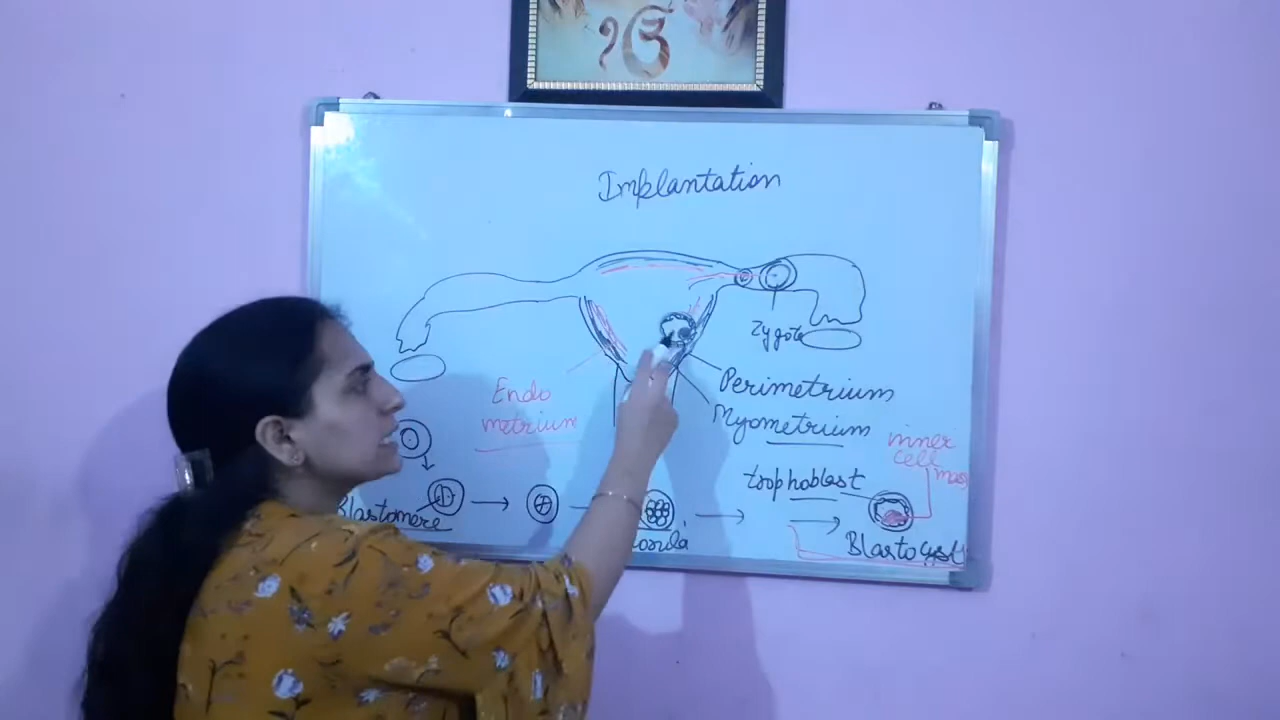 ੴ
Implantation
Zygote
Perimetrium
Endo
metrium
Myometrium
inner
cell
mass
trophoblast
Blastomere
Blastocyst